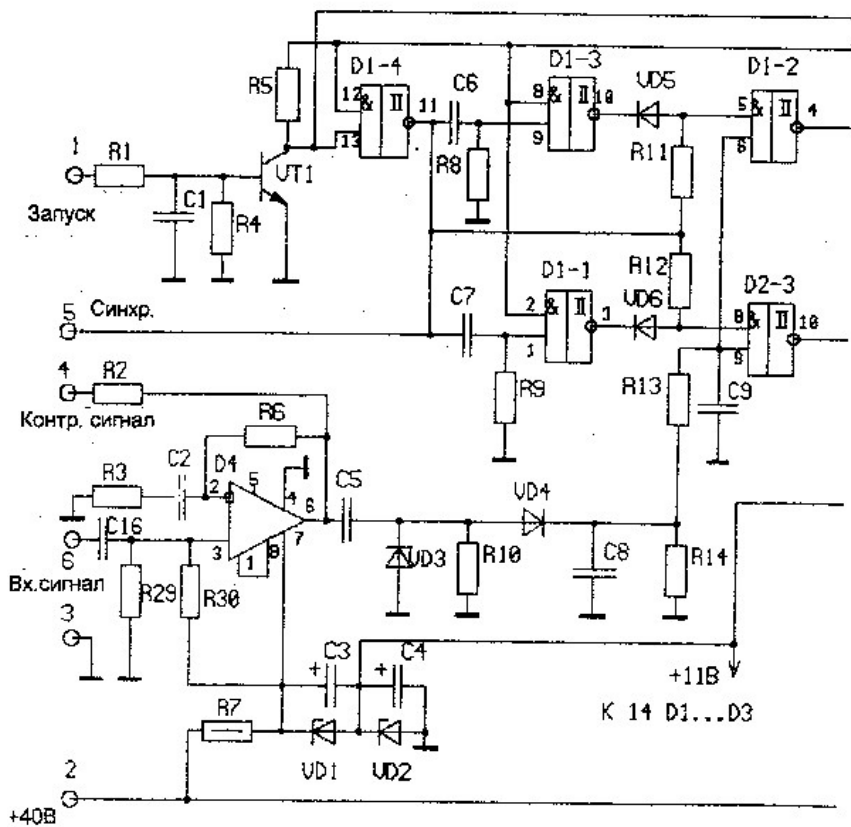 D1-4
D1-3
D1-2
C6
VD5
R5
12
&
II
11
13
8
&
II
10
9
5
&
II
4
6
1
R1
VT1
R8
R11
C1
R4
Запуск
R12
D1-1
D2-3
C7
VD6
5
Синхр.
2
&
II
3
1
8
&
II
10
9
4
R2
R9
R13
C9
Контр. сигнал
R6
C2
D4
R3
5
2
4
6
C5
VD4
7
C16
8
3
1
6
VD3
R10
C8
R14
Вх.сигнал
R29
R30
3
+
C3
+
C4
+11В
К 14 D1...D3
R7
2
VD1
VD2
+40В